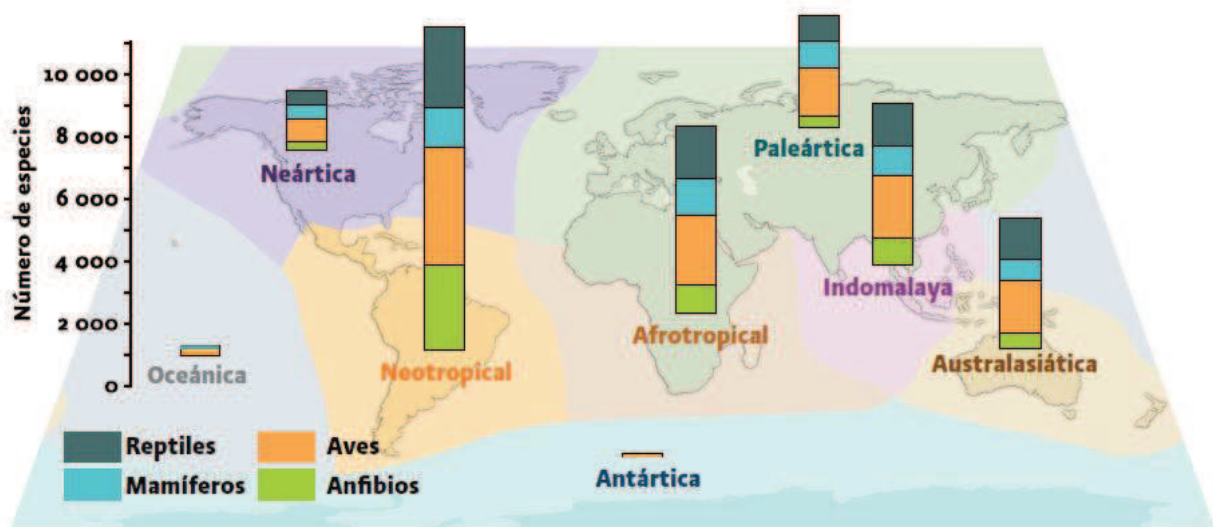 Número de especies
10 000
8 000
6 000
4 000
2 000
0
Neártica
Paleártica
Indomalaya
Afrotropical
Australasiática
Oceánica
Neotropical
Antártica
Reptiles
Aves
Mamíferos
Anfibios